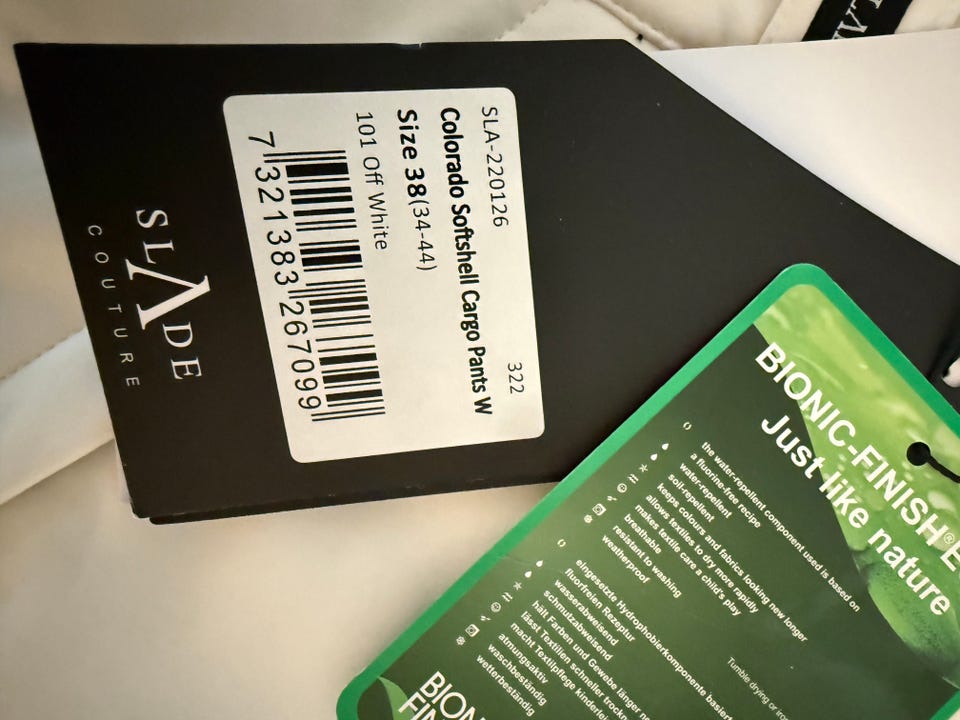 SLA-220126
322
Colorado Softshell Cargo Pants W
Size 38(34-44)
101 Off White
7 321383 267099
SLADE
COUTURE
BIONIC-FINISH®E
Just like nature
the water-repellent component used is based on
a fluorine-free recipe
water-repellent
soil-repellent
keeps colours and fabrics looking new longer
allows textiles to dry more rapidly
makes textile care a child's play
breathable
resistant to washing
weatherproof
eingesetzte Hydrophobierkomponente basiert
fluorfreien Rezeptur
wasserabweisend
schmutzabweisend
hält Farben und Gewebe länger
lässt Textilien schneller
macht Textilpflege
atmungsaktiv
waschbeständig
wetterbeständig
Tumble drying or
BIONI